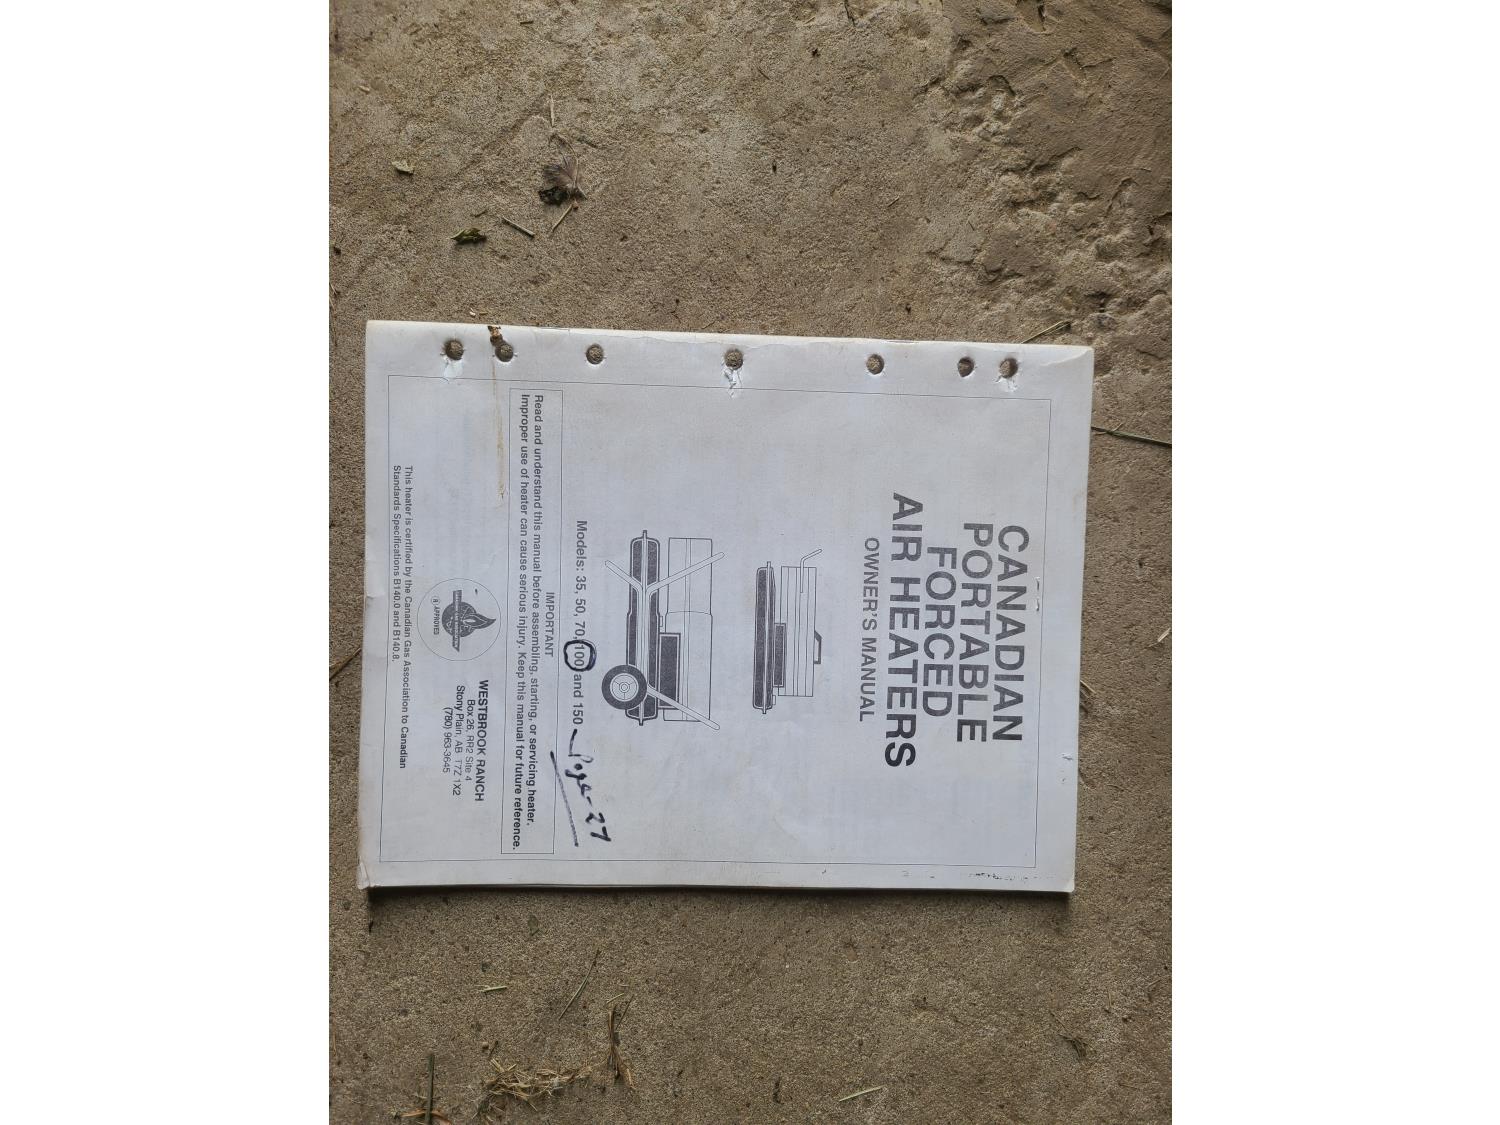 CANADIAN
PORTABLE
FORCED
AIR HEATERS
OWNER'S MANUAL
Models: 35, 50, 70, 100 and 150
Page-27
IMPORTANT
Read and understand this manual before assembling, starting, or servicing heater.
Improper use of heater can cause serious injury. Keep this manual for future reference.
APPROVED
WESTBROOK RANCH
Box 26, RR2 Site 4
Stony Plain, AB T7Z 1X2
(780) 963-3645
This heater is certified by the Canadian Gas Association to Canadian
Standards Specifications B140.0 and B140.8.